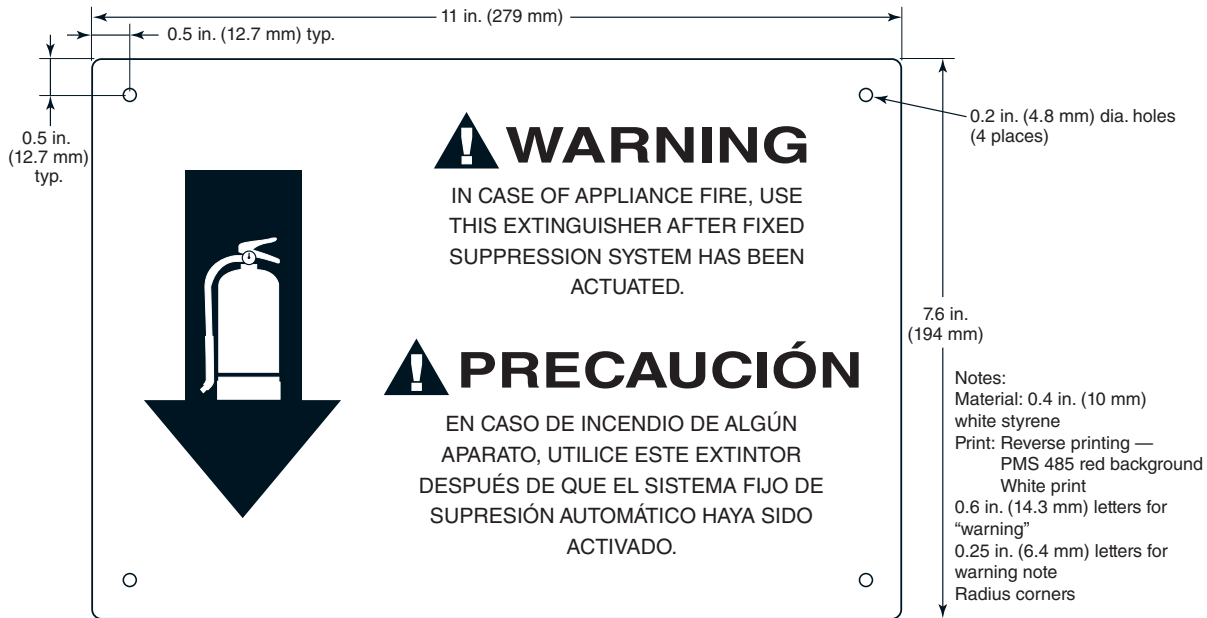 11 in. (279 mm)
0.5 in. (12.7 mm) typ.
0.5 in.
(12.7 mm)
typ.
0.2 in. (4.8 mm) dia. holes
(4 places)
! WARNING
IN CASE OF APPLIANCE FIRE, USE
THIS EXTINGUISHER AFTER FIXED
SUPPRESSION SYSTEM HAS BEEN
ACTUATED.
7.6 in.
(194 mm)
! PRECAUCIÓN
EN CASO DE INCENDIO DE ALGÚN
APARATO, UTILICE ESTE EXTINTOR
DESPUÉS DE QUE EL SISTEMA FIJO DE
SUPRESIÓN AUTOMÁTICO HAYA SIDO
ACTIVADO.
Notes:
Material: 0.4 in. (10 mm)
white styrene
Print: Reverse printing —
PMS 485 red background
White print
0.6 in. (14.3 mm) letters for
“warning”
0.25 in. (6.4 mm) letters for
warning note
Radius corners